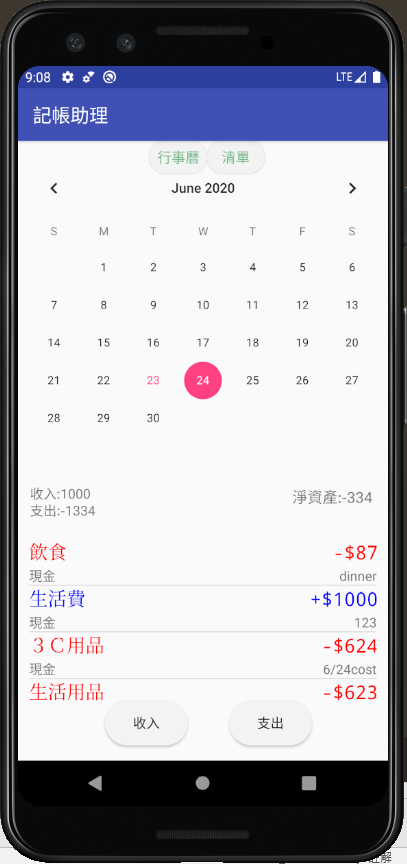 9:08 LTE
記帳助理
行事曆 清單
June 2020
S M T W T F S
1 2 3 4 5 6
7 8 9 10 11 12 13
14 15 16 17 18 19 20
21 22 23 24 25 26 27
28 29 30
收入:1000
支出:-1334
淨資產:-334
飲食 -$87
現金 dinner
生活費 +$1000
現金 123
３Ｃ用品 -$624
現金 6/24cost
生活用品 -$623
收入 支出